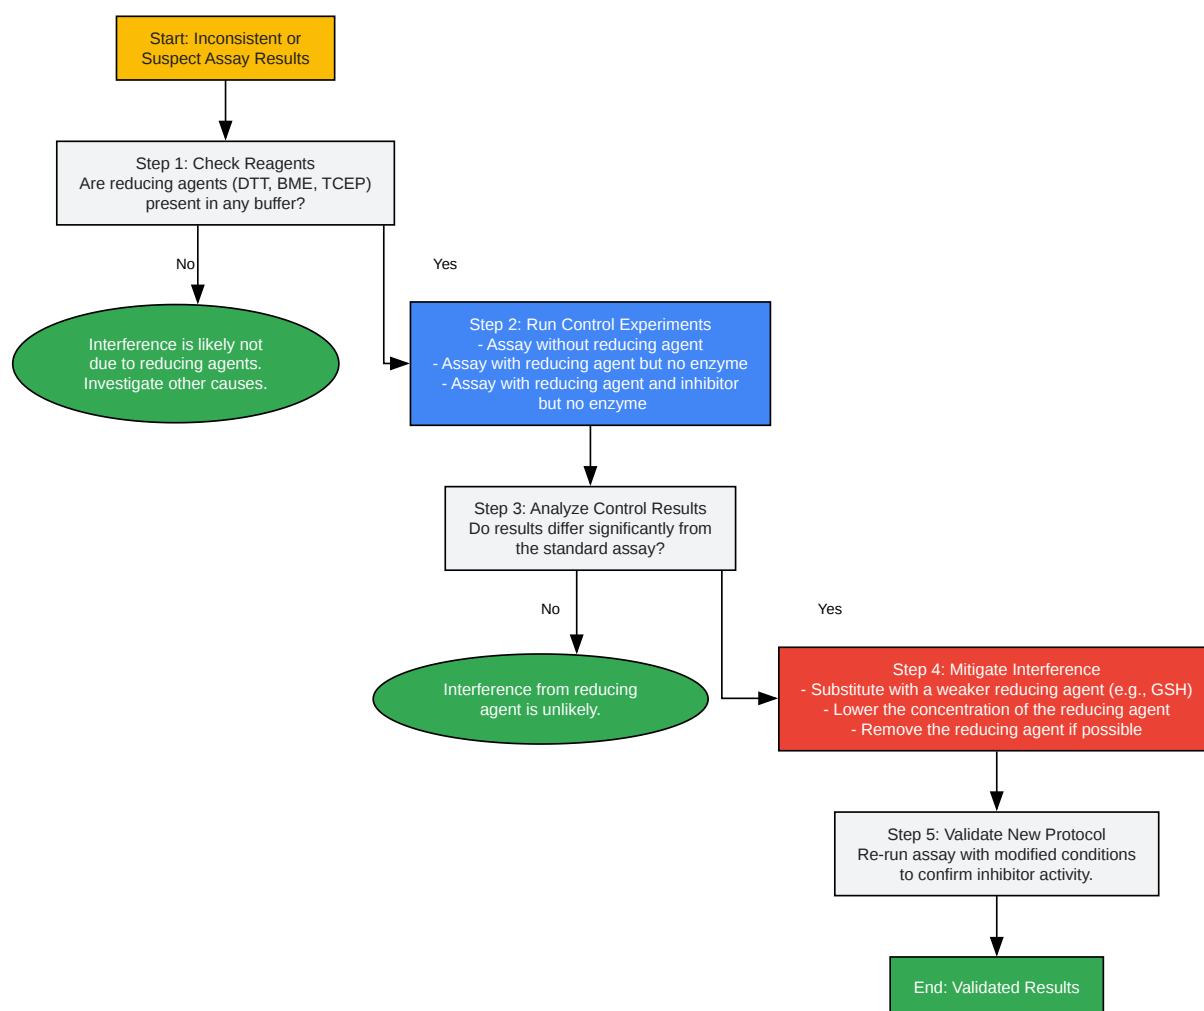 Start: Inconsistent or
Suspect Assay Results
Step 1: Check Reagents
Are reducing agents (DTT, BME, TCEP)
present in any buffer?
No
Yes
Interference is likely not
due to reducing agents.
Investigate other causes.
Step 2: Run Control Experiments
- Assay without reducing agent
- Assay with reducing agent but no enzyme
- Assay with reducing agent and inhibitor
but no enzyme
Step 3: Analyze Control Results
Do results differ significantly from
the standard assay?
No
Yes
Interference from reducing
agent is unlikely.
Step 4: Mitigate Interference
- Substitute with a weaker reducing agent (e.g., GSH)
- Lower the concentration of the reducing agent
- Remove the reducing agent if possible
Step 5: Validate New Protocol
Re-run assay with modified conditions
to confirm inhibitor activity.
End: Validated Results